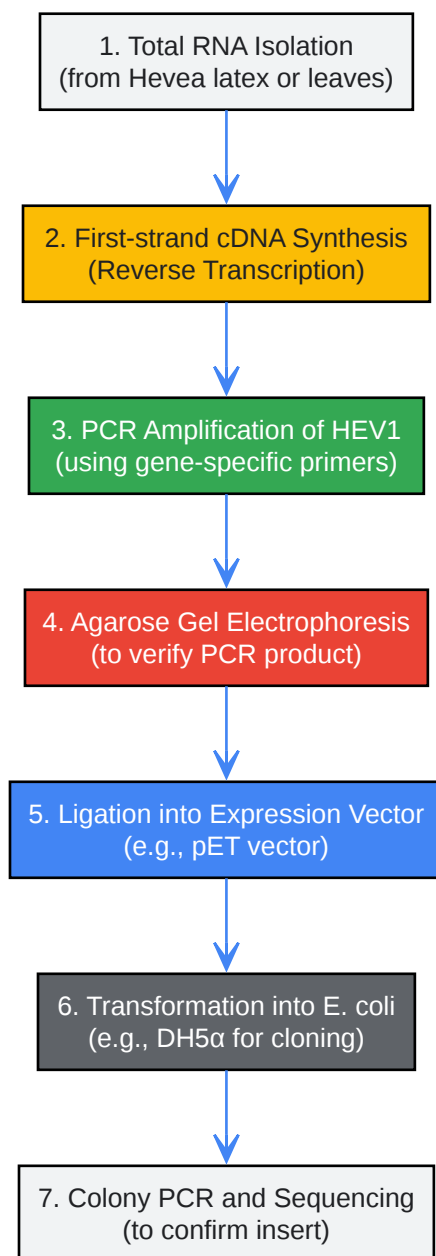 1. Total RNA Isolation
(from Hevea latex or leaves)
2. First-strand cDNA Synthesis
(Reverse Transcription)
3. PCR Amplification of HEV1
(using gene-specific primers)
4. Agarose Gel Electrophoresis
(to verify PCR product)
5. Ligation into Expression Vector
(e.g., pET vector)
6. Transformation into E. coli
(e.g., DH5α for cloning)
7. Colony PCR and Sequencing
(to confirm insert)